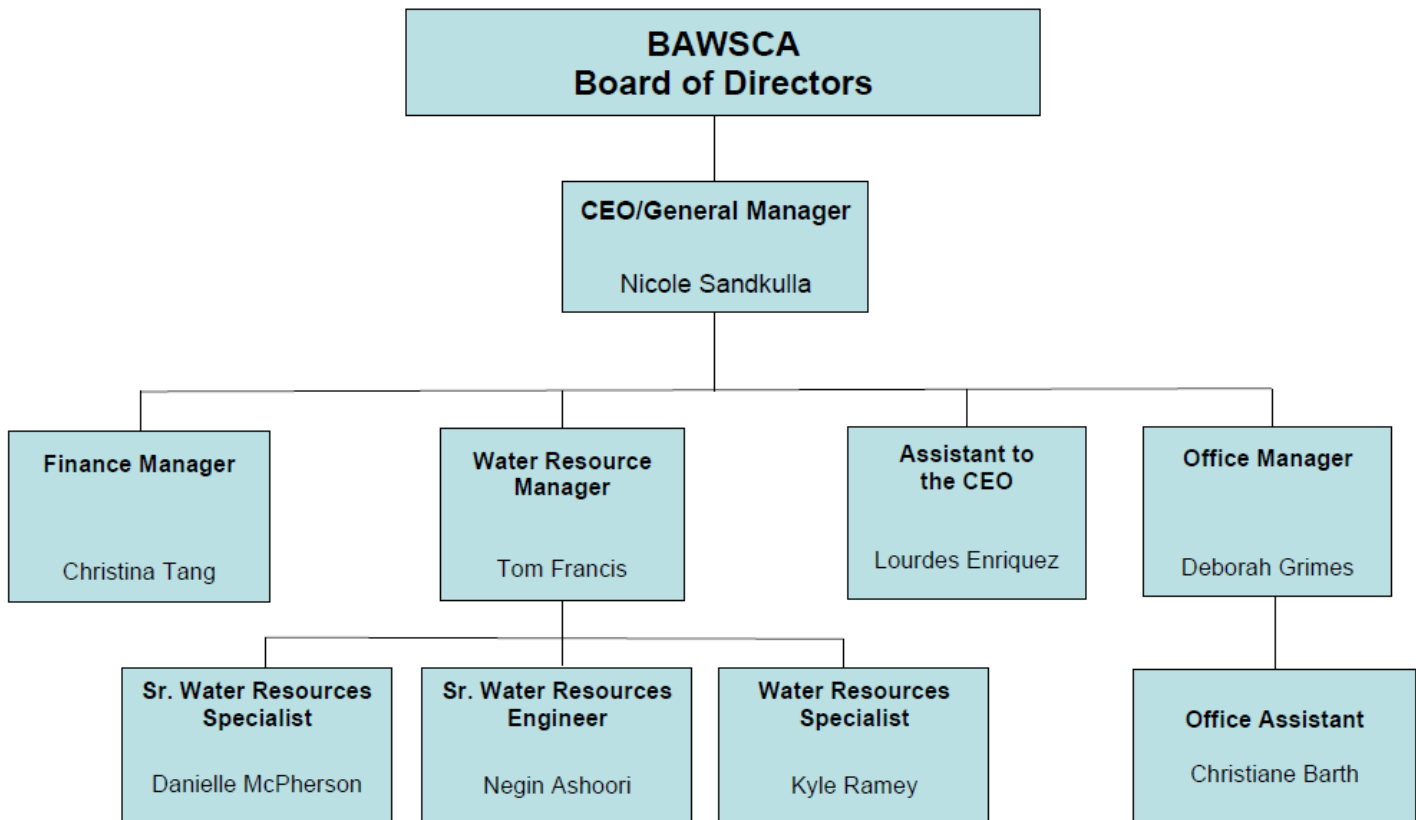 BAWSCA
Board of Directors
CEO/General Manager
Nicole Sandkulla
Finance Manager
Christina Tang
Water Resource
Manager
Tom Francis
Assistant to
the CEO
Lourdes Enriquez
Office Manager
Deborah Grimes
Sr. Water Resources
Specialist
Danielle McPherson
Sr. Water Resources
Engineer
Negin Ashoori
Water Resources
Specialist
Kyle Ramey
Office Assistant
Christiane Barth